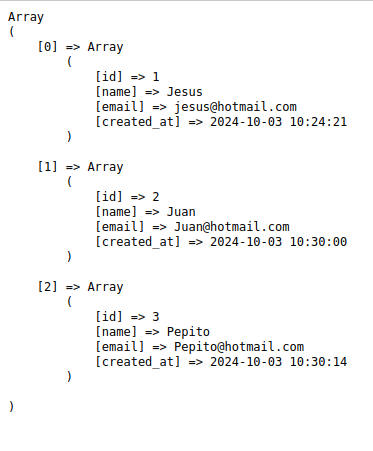 Array
(
    [0] => Array
        (
            [id] => 1
            [name] => Jesus
            [email] => jesus@hotmail.com
            [created_at] => 2024-10-03 10:24:21
        )

    [1] => Array
        (
            [id] => 2
            [name] => Juan
            [email] => Juan@hotmail.com
            [created_at] => 2024-10-03 10:30:00
        )

    [2] => Array
        (
            [id] => 3
            [name] => Pepito
            [email] => Pepito@hotmail.com
            [created_at] => 2024-10-03 10:30:14
        )

)